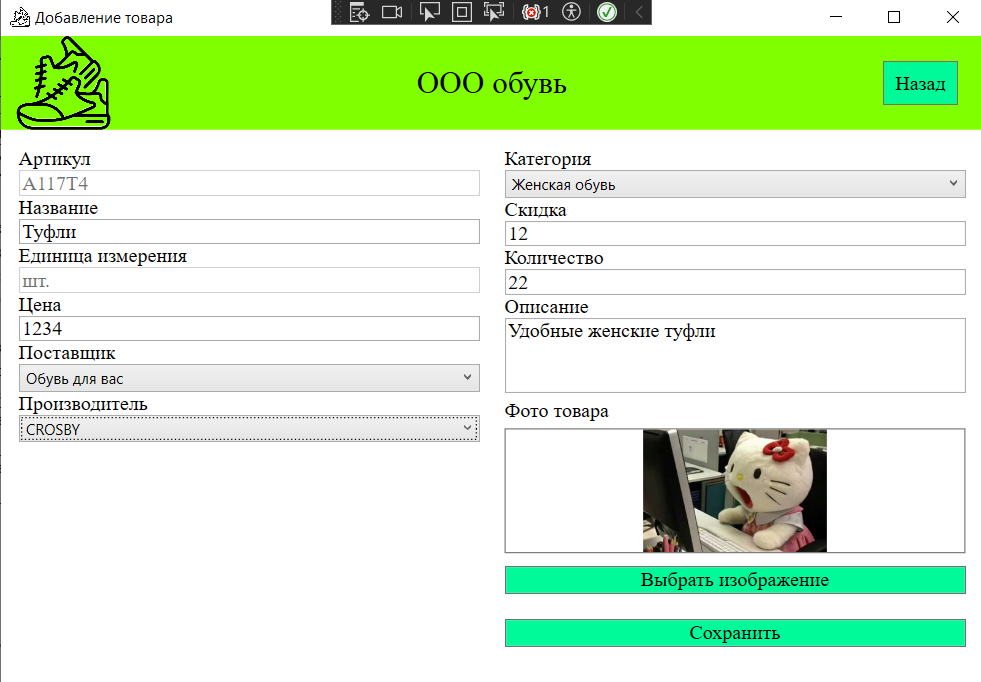 Добавление товара
1
ООО обувь
Назад
Артикул
A117T4
Название
Туфли
Единица измерения
шт.
Цена
1234
Поставщик
Обувь для вас
Производитель
CROSBY
Категория
Женская обувь
Скидка
12
Количество
22
Описание
Удобные женские туфли
Фото товара
Выбрать изображение
Сохранить